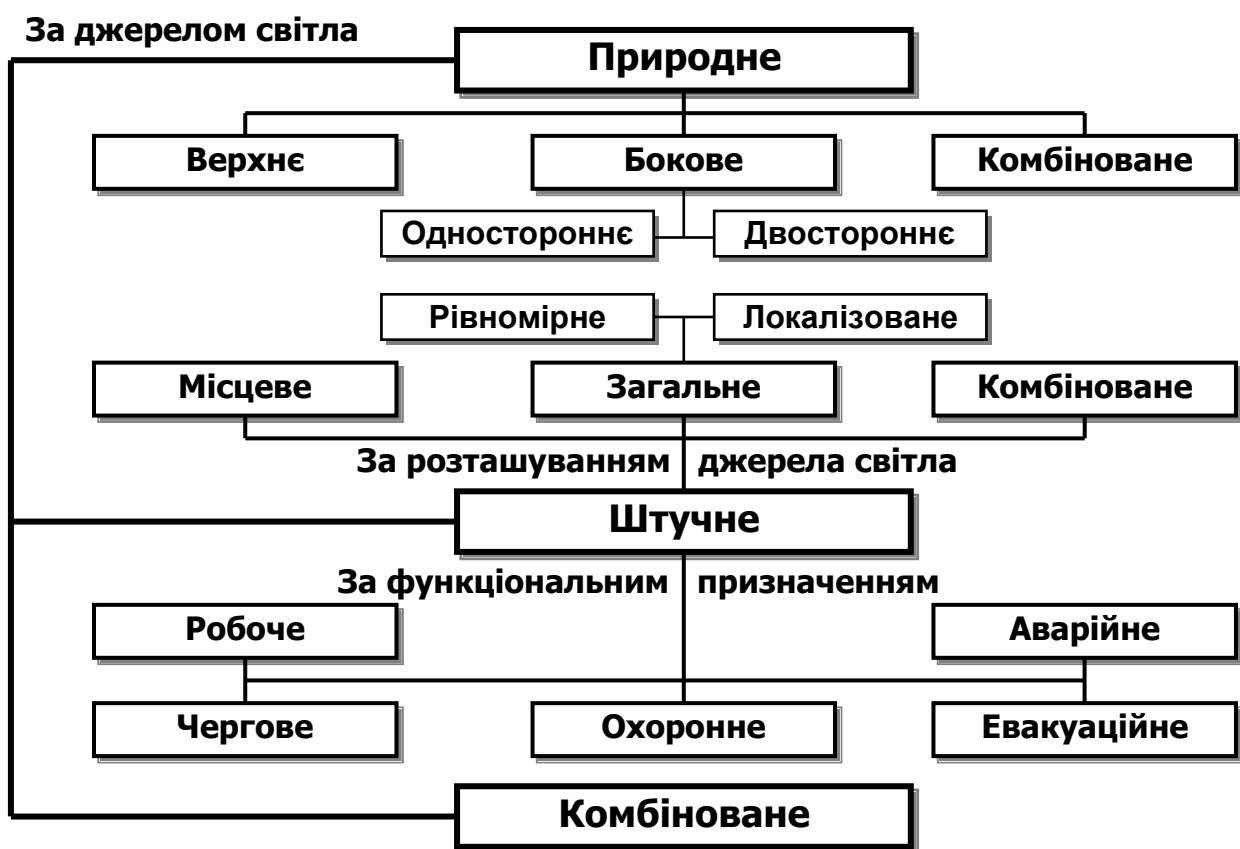 За джерелом світла
Природне
Верхнє
Бокове
Комбіноване
Одностороннє
Двостороннє
Рівномірне
Локалізоване
Місцеве
Загальне
Комбіноване
За розташуванням джерела світла
Штучне
За функціональним призначенням
Робоче
Аварійне
Чергове
Охоронне
Евакуаційне
Комбіноване